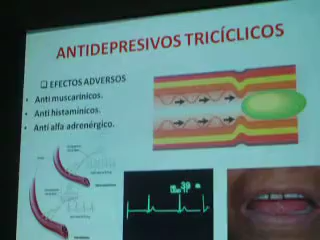 ANTIDEPRESIVOS TRICÍCLICOS
❑ EFECTOS ADVERSOS
• Anti muscarínicos.
• Anti histamínicos.
• Anti alfa adrenérgico.